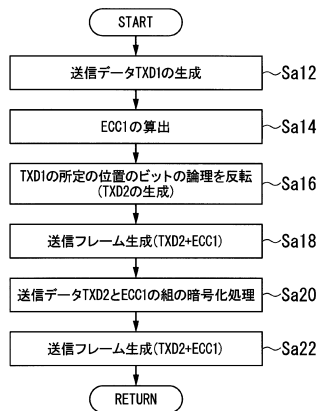 START
送信データTXD1の生成
Sa12
ECC1の算出
Sa14
TXD1の所定の位置のビットの論理を反転
(TXD2の生成)
Sa16
送信フレーム生成(TXD2+ECC1)
Sa18
送信データTXD2とECC1の組の暗号化処理
Sa20
送信フレーム生成(TXD2+ECC1)
Sa22
RETURN